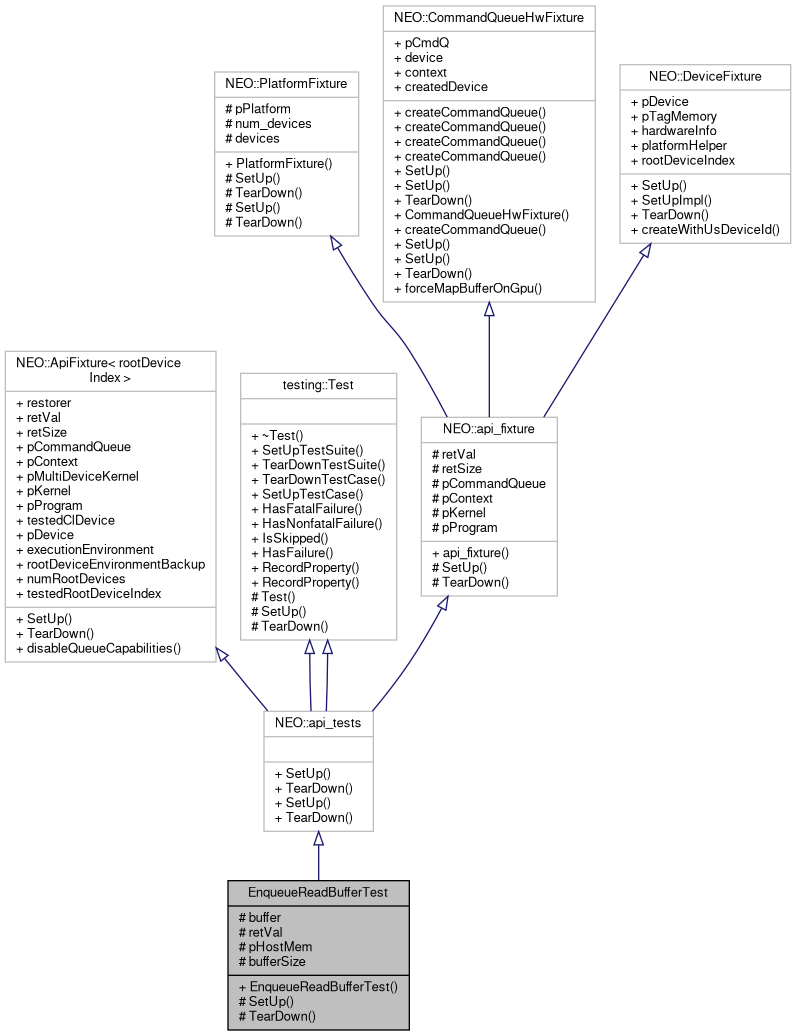 NEO::CommandQueueHwFixture
+ pCmdQ
+ device
+ context
+ createdDevice
+ createCommandQueue()
+ createCommandQueue()
+ createCommandQueue()
+ createCommandQueue()
+ SetUp()
+ SetUp()
+ TearDown()
+ CommandQueueHwFixture()
+ createCommandQueue()
+ SetUp()
+ SetUp()
+ TearDown()
+ forceMapBufferOnGpu()
NEO::PlatformFixture
# pPlatform
# num_devices
# devices
+ PlatformFixture()
# SetUp()
# TearDown()
# SetUp()
# TearDown()
NEO::DeviceFixture
+ pDevice
+ pTagMemory
+ hardwareInfo
+ platformHelper
+ rootDeviceIndex
+ SetUp()
+ SetUpImpl()
+ TearDown()
+ createWithUsDeviceId()
NEO::ApiFixture< rootDevice
Index >
+ restorer
+ retVal
+ retSize
+ pCommandQueue
+ pContext
+ pMultiDeviceKernel
+ pKernel
+ pProgram
+ testedClDevice
+ pDevice
+ executionEnvironment
+ rootDeviceEnvironmentBackup
+ numRootDevices
+ testedRootDeviceIndex
+ SetUp()
+ TearDown()
+ disableQueueCapabilities()
testing::Test
+ ~Test()
+ SetUpTestSuite()
+ TearDownTestSuite()
+ TearDownTestCase()
+ SetUpTestCase()
+ HasFatalFailure()
+ HasNonfatalFailure()
+ IsSkipped()
+ HasFailure()
+ RecordProperty()
+ RecordProperty()
# Test()
# SetUp()
# TearDown()
NEO::api_fixture
# retVal
# retSize
# pCommandQueue
# pContext
# pKernel
# pProgram
+ api_fixture()
# SetUp()
# TearDown()
NEO::api_tests
+ SetUp()
+ TearDown()
+ SetUp()
+ TearDown()
EnqueueReadBufferTest
# buffer
# retVal
# pHostMem
# bufferSize
+ EnqueueReadBufferTest()
# SetUp()
# TearDown()